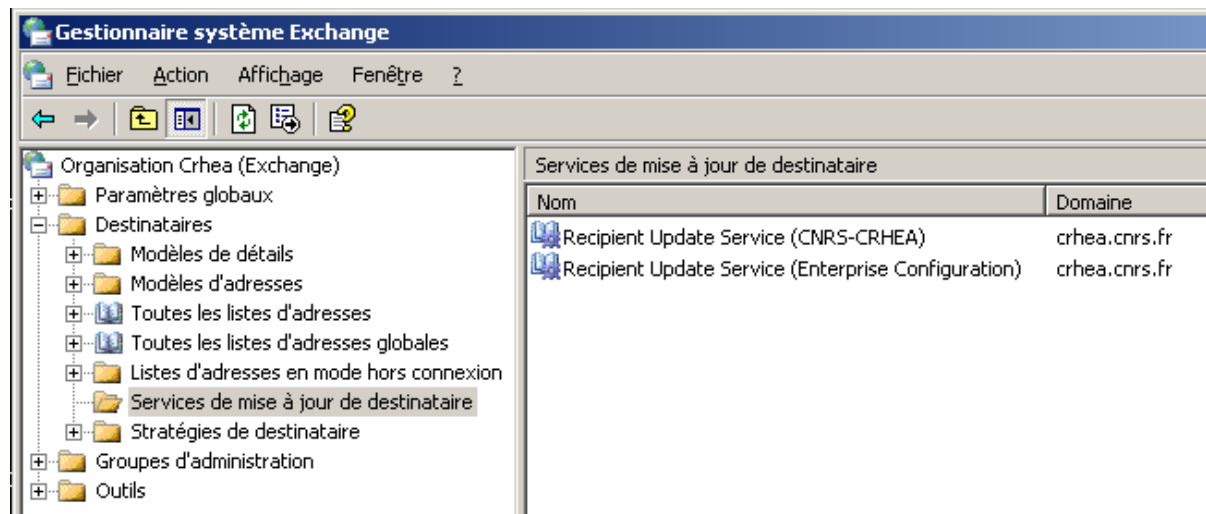 Gestionnaire système Exchange
Fichier Action Affichage Fenêtre ?
Organisation Crhea (Exchange)
Paramètres globaux
Destinataires
Modèles de détails
Modèles d'adresses
Toutes les listes d'adresses
Toutes les listes d'adresses globales
Listes d'adresses en mode hors connexion
Services de mise à jour de destinataire
Stratégies de destinataire
Groupes d'administration
Outils
Services de mise à jour de destinataire
Nom Domaine
Recipient Update Service (CNRS-CRHEA) crhea.cnrs.fr
Recipient Update Service (Enterprise Configuration) crhea.cnrs.fr